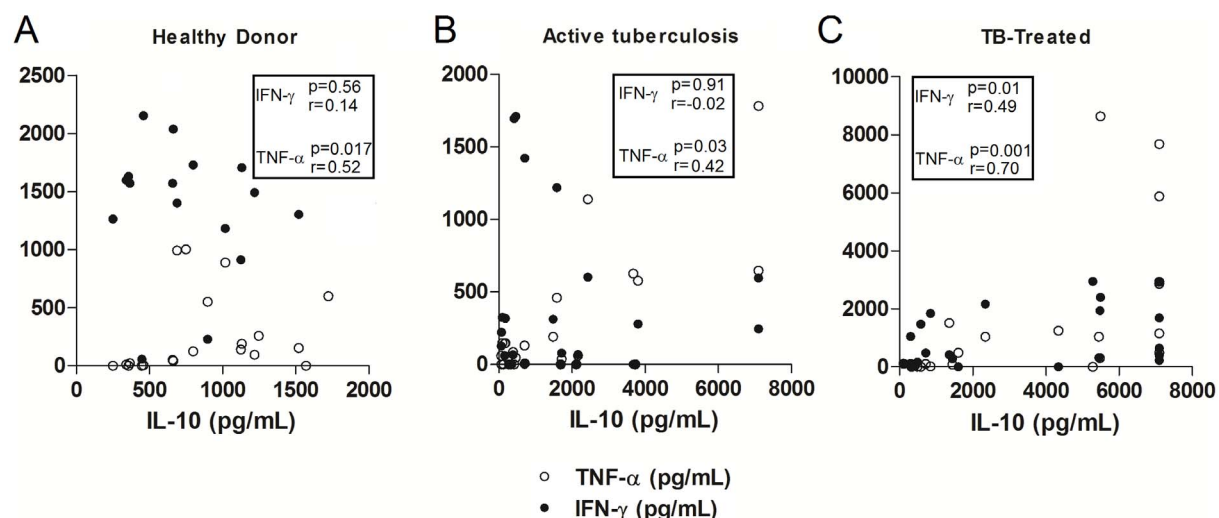 A
Healthy Donor
2500
2000
1500
1000
500
0
0
500
1000
1500
2000
IL-10 (pg/mL)
IFN-γ
p=0.56
r=0.14
TNF-α
p=0.017
r=0.52
B
Active tuberculosis
2000
1500
1000
500
0
0
2000
4000
6000
8000
IL-10 (pg/mL)
IFN-γ
p=0.91
r=-0.02
TNF-α
p=0.03
r=0.42
C
TB-Treated
10000
8000
6000
4000
2000
0
0
2000
4000
6000
8000
IL-10 (pg/mL)
IFN-γ
p=0.01
r=0.49
TNF-α
p=0.001
r=0.70
TNF-α (pg/mL)
IFN-γ (pg/mL)